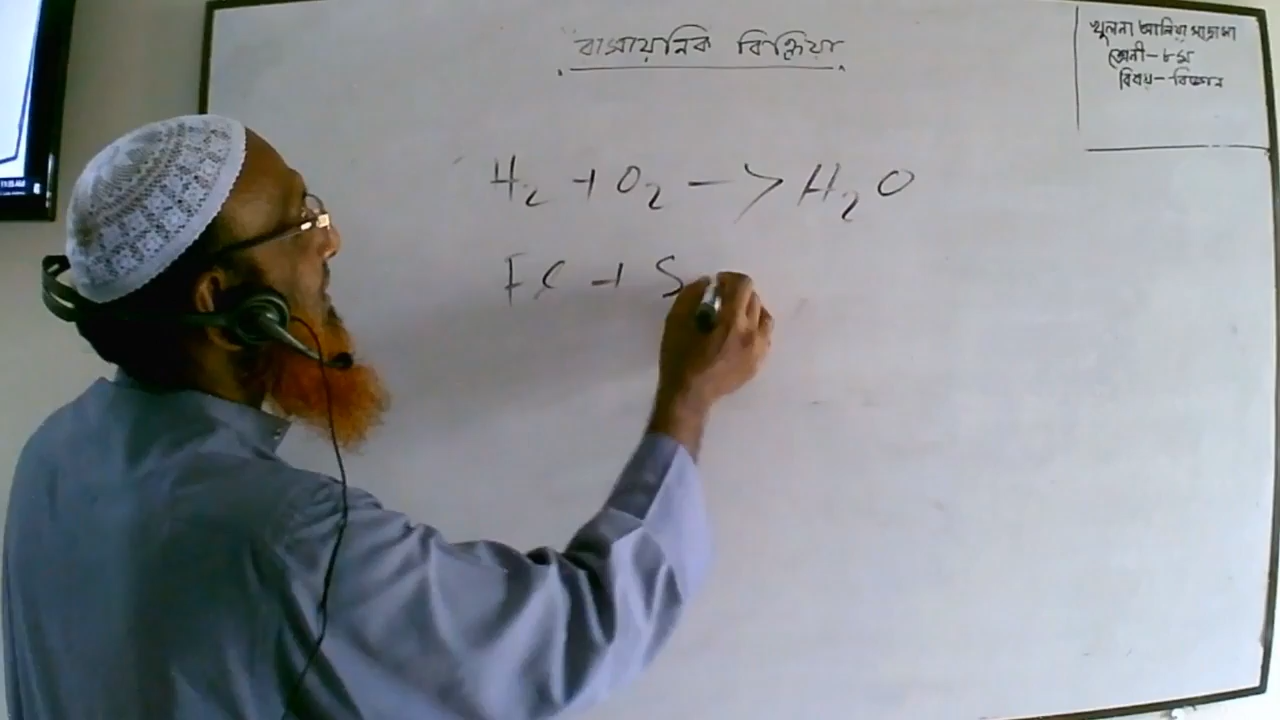 রাসায়নিক বিক্রিয়া
খুলনা আলিয়া মাদ্রাসা
শ্রেনী-৮ম
বিষয়-বিজ্ঞান
H₂ + O₂ -> H₂O
Fe + S